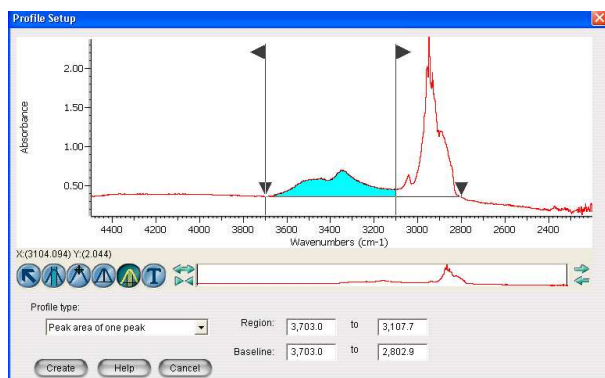 Profile Setup
2.00
1.50
1.00
0.50
Absorbance
4400 4200 4000 3800 3600 3400 3200 3000 2800 2600 2400
Wavenumbers (cm-1)
X:(3104.094) Y:(2.044)
T
Profile type:
Peak area of one peak
Region: 3,703.0 to 3,107.7
Baseline: 3,703.0 to 2,802.9
Create Help Cancel